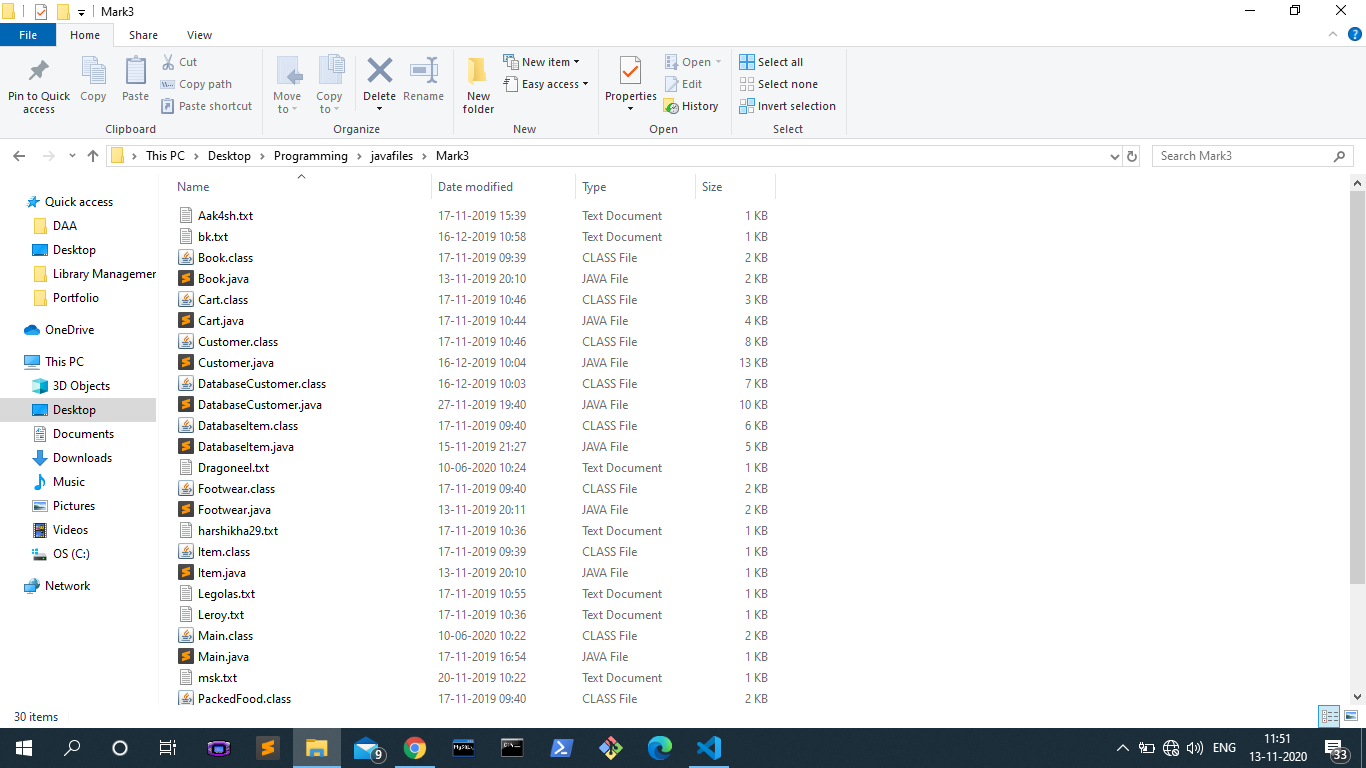 Mark3
File Home Share View
Pin to Quick access
Copy
Paste
Cut
Copy path
Paste shortcut
Clipboard
Move to
Copy to
Delete
Rename
Organize
New folder
New item
Easy access
New
Properties
Open
Edit
History
Open
Select all
Select none
Invert selection
Select
This PC > Desktop > Programming > javafiles > Mark3
Search Mark3
Quick access
DAA
Desktop
Library Managemer
Portfolio
OneDrive
This PC
3D Objects
Desktop
Documents
Downloads
Music
Pictures
Videos
OS (C:)
Network
Name Date modified Type Size
Aak4sh.txt 17-11-2019 15:39 Text Document 1 KB
bk.txt 16-12-2019 10:58 Text Document 1 KB
Book.class 17-11-2019 09:39 CLASS File 2 KB
Book.java 13-11-2019 20:10 JAVA File 2 KB
Cart.class 17-11-2019 10:46 CLASS File 3 KB
Cart.java 17-11-2019 10:44 JAVA File 4 KB
Customer.class 17-11-2019 10:46 CLASS File 8 KB
Customer.java 16-12-2019 10:04 JAVA File 13 KB
DatabaseCustomer.class 16-12-2019 10:03 CLASS File 7 KB
DatabaseCustomer.java 27-11-2019 19:40 JAVA File 10 KB
DatabaseItem.class 17-11-2019 09:40 CLASS File 6 KB
DatabaseItem.java 15-11-2019 21:27 JAVA File 5 KB
Dragoneel.txt 10-06-2020 10:24 Text Document 1 KB
Footwear.class 17-11-2019 09:40 CLASS File 2 KB
Footwear.java 13-11-2019 20:11 JAVA File 2 KB
harshikha29.txt 17-11-2019 10:36 Text Document 1 KB
Item.class 17-11-2019 09:39 CLASS File 1 KB
Item.java 13-11-2019 20:10 JAVA File 1 KB
Legolas.txt 17-11-2019 10:55 Text Document 1 KB
Leroy.txt 17-11-2019 10:36 Text Document 1 KB
Main.class 10-06-2020 10:22 CLASS File 2 KB
Main.java 17-11-2019 16:54 JAVA File 1 KB
msk.txt 20-11-2019 10:22 Text Document 1 KB
PackedFood.class 17-11-2019 09:40 CLASS File 2 KB
30 items
9
MySQL
ENG
11:51
13-11-2020
33